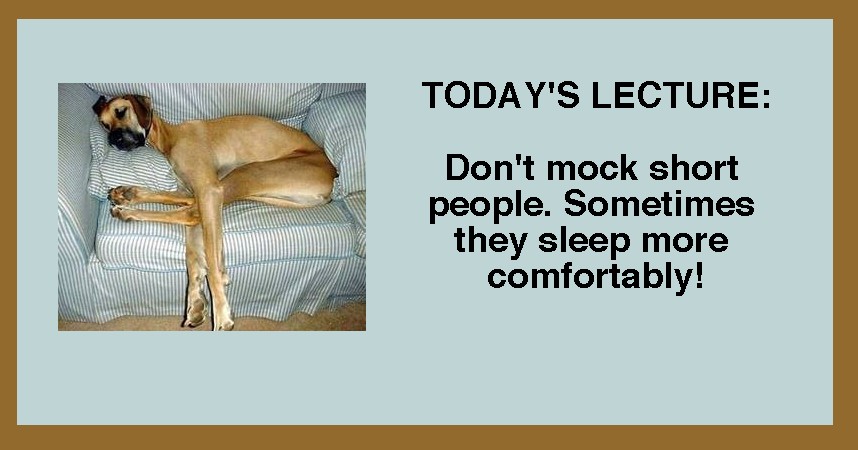 TODAY'S LECTURE:
Don't mock short
people. Sometimes
they sleep more
comfortably!